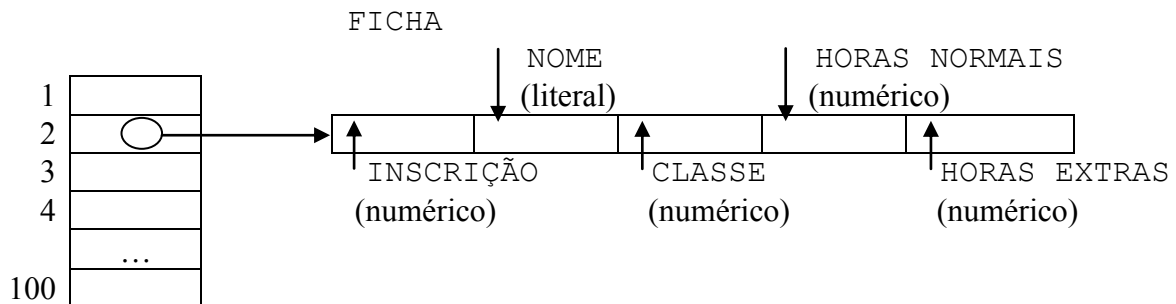 FICHA
NOME
HORAS NORMAIS
(literal)
(numérico)
1
2
3
4
...
100
INSCRIÇÃO
CLASSE
HORAS EXTRAS
(numérico)
(numérico)
(numérico)